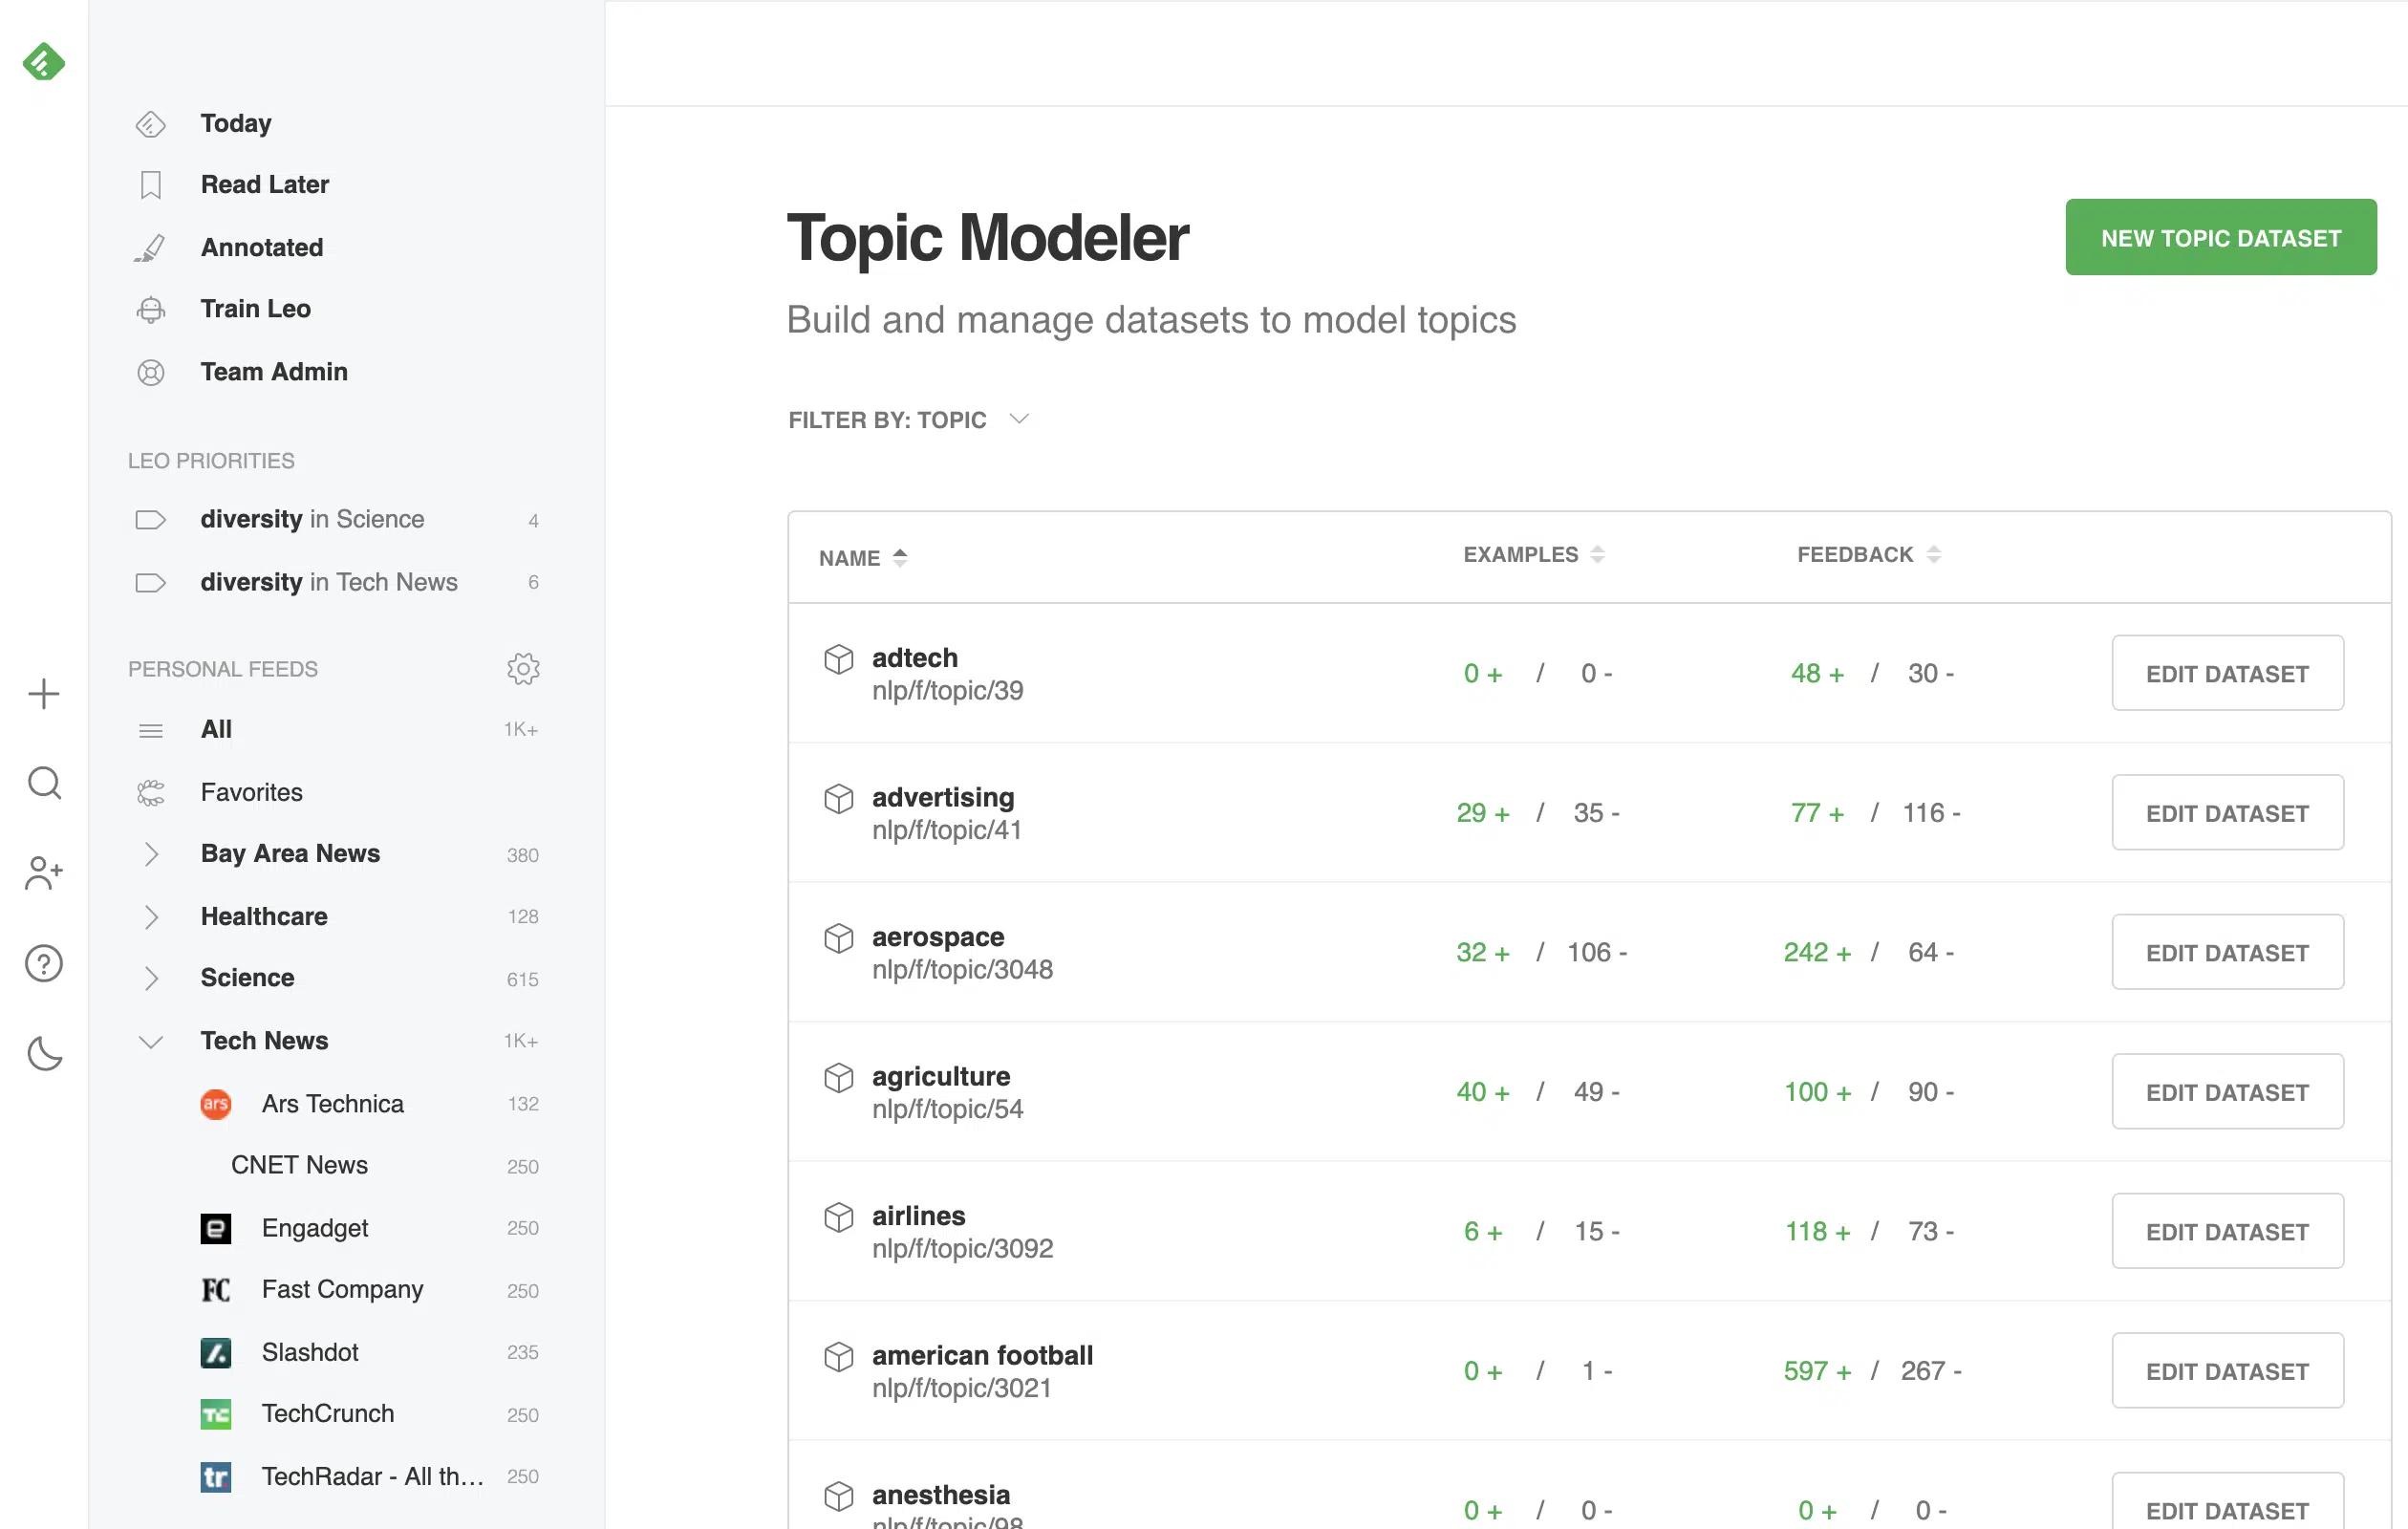 Today
Read Later
Annotated
Train Leo
Team Admin
LEO PRIORITIES
diversity in Science 4
diversity in Tech News 6
PERSONAL FEEDS
All 1K+
Favorites
Bay Area News 380
Healthcare 128
Science 615
Tech News 1K+
ars Ars Technica 132
CNET News 250
e Engadget 250
FC Fast Company 250
Slashdot 235
TC TechCrunch 250
tr. TechRadar - All th... 250
Topic Modeler
NEW TOPIC DATASET
Build and manage datasets to model topics
FILTER BY: TOPIC
NAME EXAMPLES FEEDBACK
adtech
nlp/f/topic/39
0 + / 0 - 48 + / 30 - EDIT DATASET
advertising
nlp/f/topic/41
29 + / 35 - 77 + / 116 - EDIT DATASET
aerospace
nlp/f/topic/3048
32 + / 106 - 242 + / 64 - EDIT DATASET
agriculture
nlp/f/topic/54
40 + / 49 - 100 + / 90 - EDIT DATASET
airlines
nlp/f/topic/3092
6 + / 15 - 118 + / 73 - EDIT DATASET
american football
nlp/f/topic/3021
0 + / 1 - 597 + / 267 - EDIT DATASET
anesthesia
nlp/f/topic/98
0 + / 0 - 0 + / 0 - EDIT DATASET